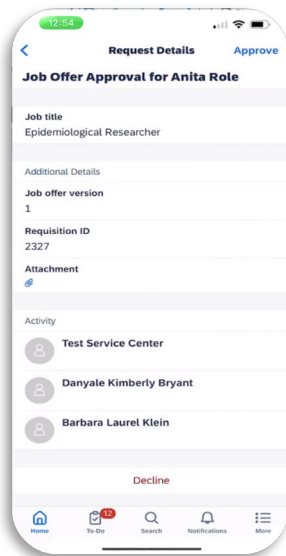 12:54
Request Details
Approve
Job Offer Approval for Anita Role
Job title
Epidemiological Researcher
Additional Details
Job offer version
1
Requisition ID
2327
Attachment
Activity
Test Service Center
Danyale Kimberly Bryant
Barbara Laurel Klein
Decline
12
Home
To-Do
Search
Notifications
More